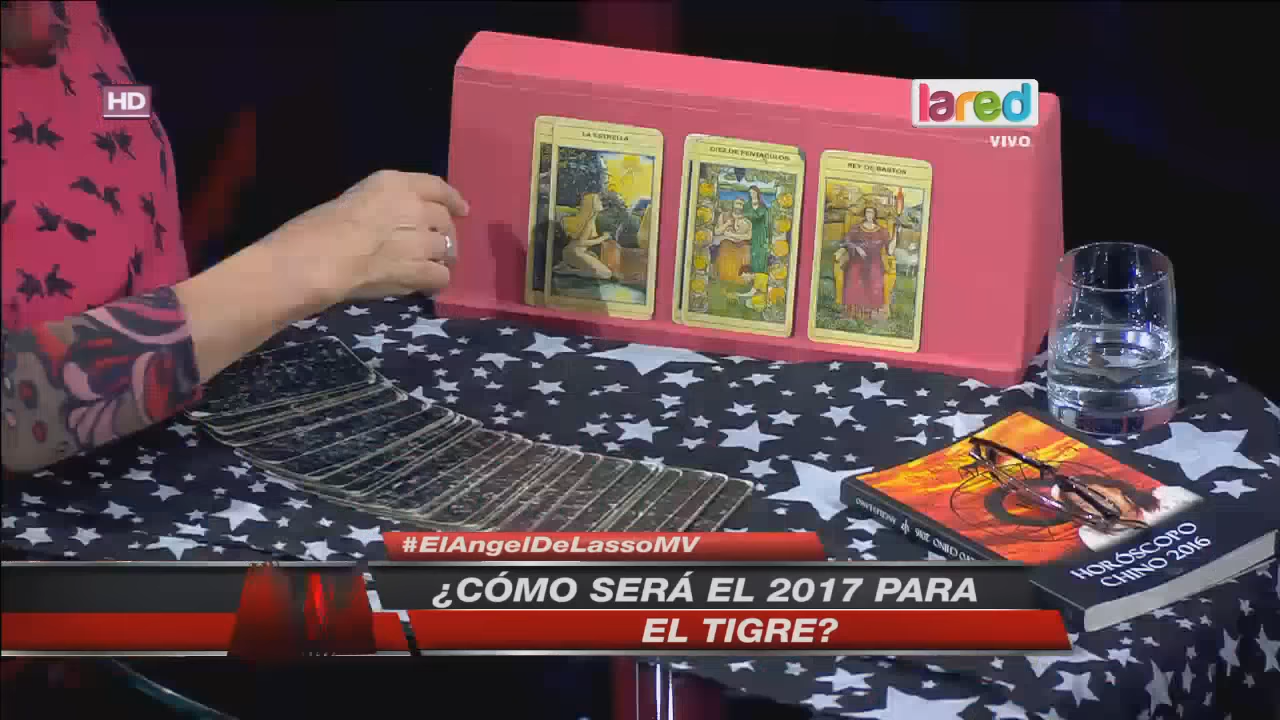 HD
lared
VIVO
LA ESTRELLA
DIEZ DE PENTACULOS
REY DE BASTOS
HORÓSCOPO
CHINO 2016
#ElAngelDeLassoMV
¿CÓMO SERÁ EL 2017 PARA
EL TIGRE?